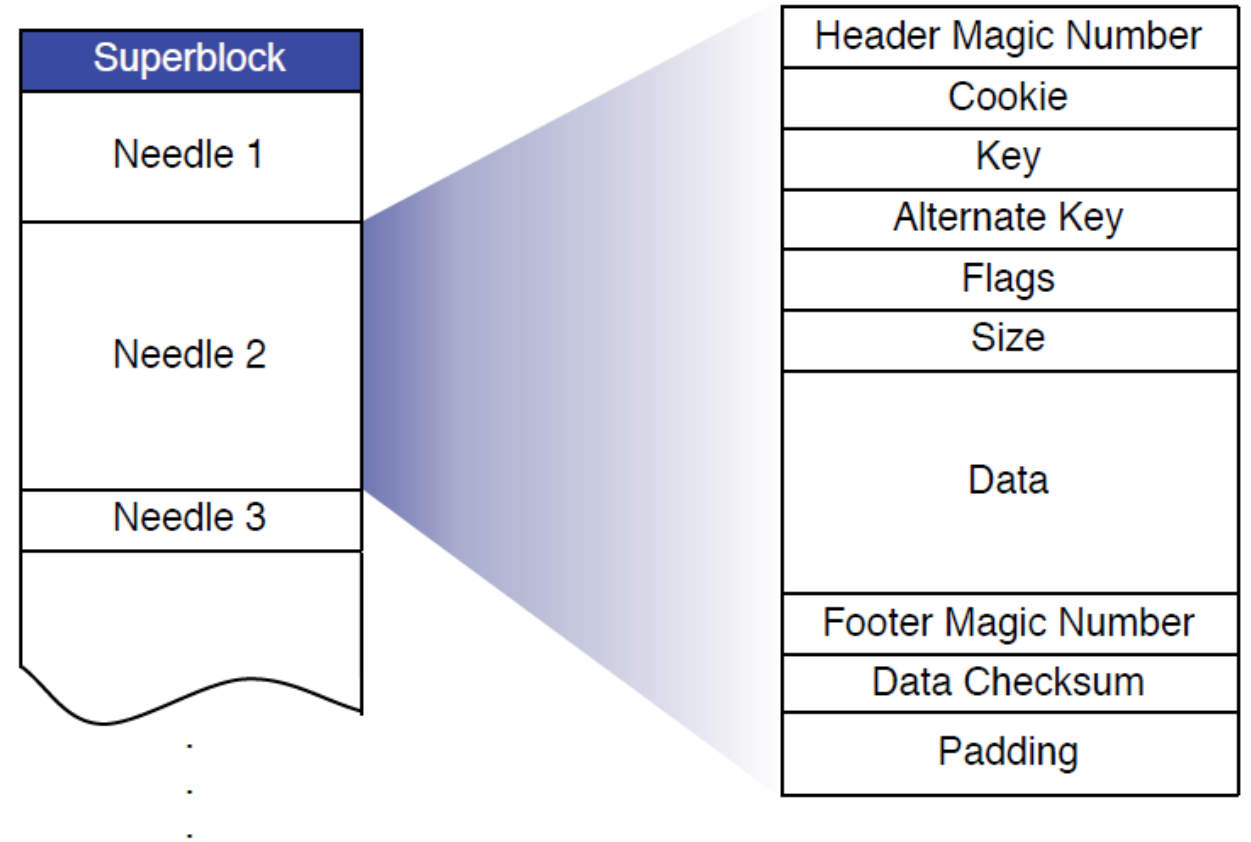 Superblock
Needle 1
Needle 2
Needle 3
.
.
.
Header Magic Number
Cookie
Key
Alternate Key
Flags
Size
Data
Footer Magic Number
Data Checksum
Padding